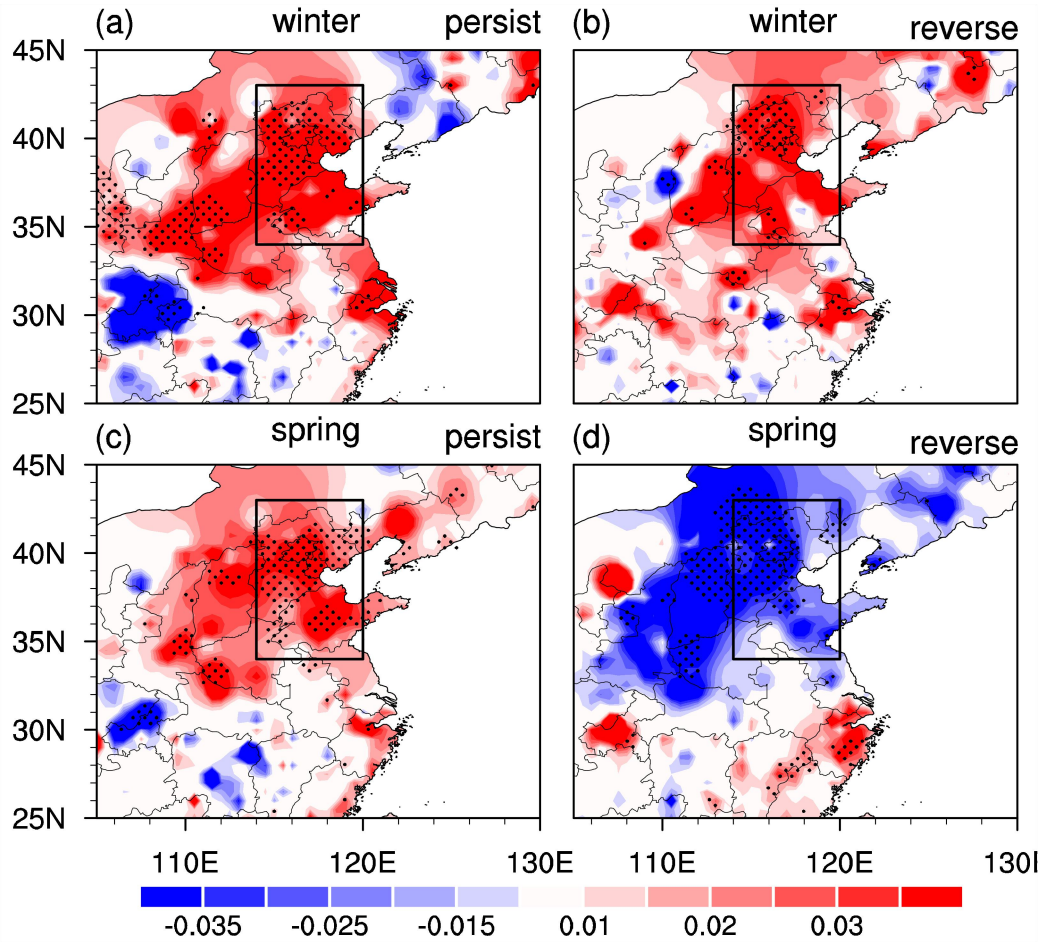 (a) winter persist
(b) winter reverse
45N
40N
35N
30N
25N
(c) spring persist
(d) spring reverse
45N
40N
35N
30N
25N
110E 120E 130E 110E 120E 130E
-0.035 -0.025 -0.015 0.01 0.02 0.03